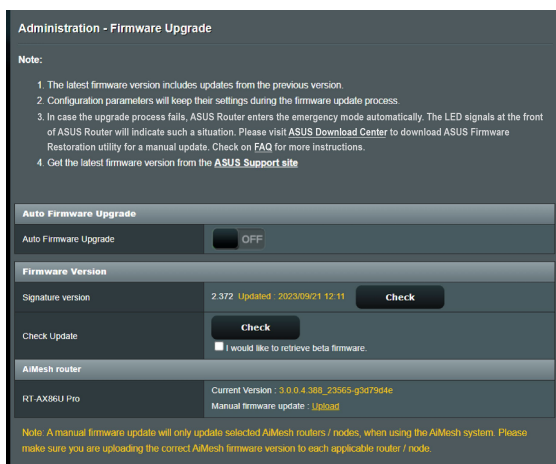 Administration - Firmware Upgrade
Note:
1. The latest firmware version includes updates from the previous version.
2. Configuration parameters will keep their settings during the firmware update process.
3. In case the upgrade process fails, ASUS Router enters the emergency mode automatically. The LED signals at the front
of ASUS Router will indicate such a situation. Please visit ASUS Download Center to download ASUS Firmware
Restoration utility for a manual update. Check on FAQ for more instructions.
4. Get the latest firmware version from the ASUS Support site
Auto Firmware Upgrade
Auto Firmware Upgrade OFF
Firmware Version
Signature version 2.372 Updated : 2023/09/21 12:11 Check
Check Update Check
I would like to retrieve beta firmware.
AiMesh router
RT-AX86U Pro Current Version : 3.0.0.4.388_23565-g3d79d4e
Manual firmware update : Upload
Note: A manual firmware update will only update selected AiMesh routers / nodes, when using the AiMesh system. Please
make sure you are uploading the correct AiMesh firmware version to each applicable router / node.